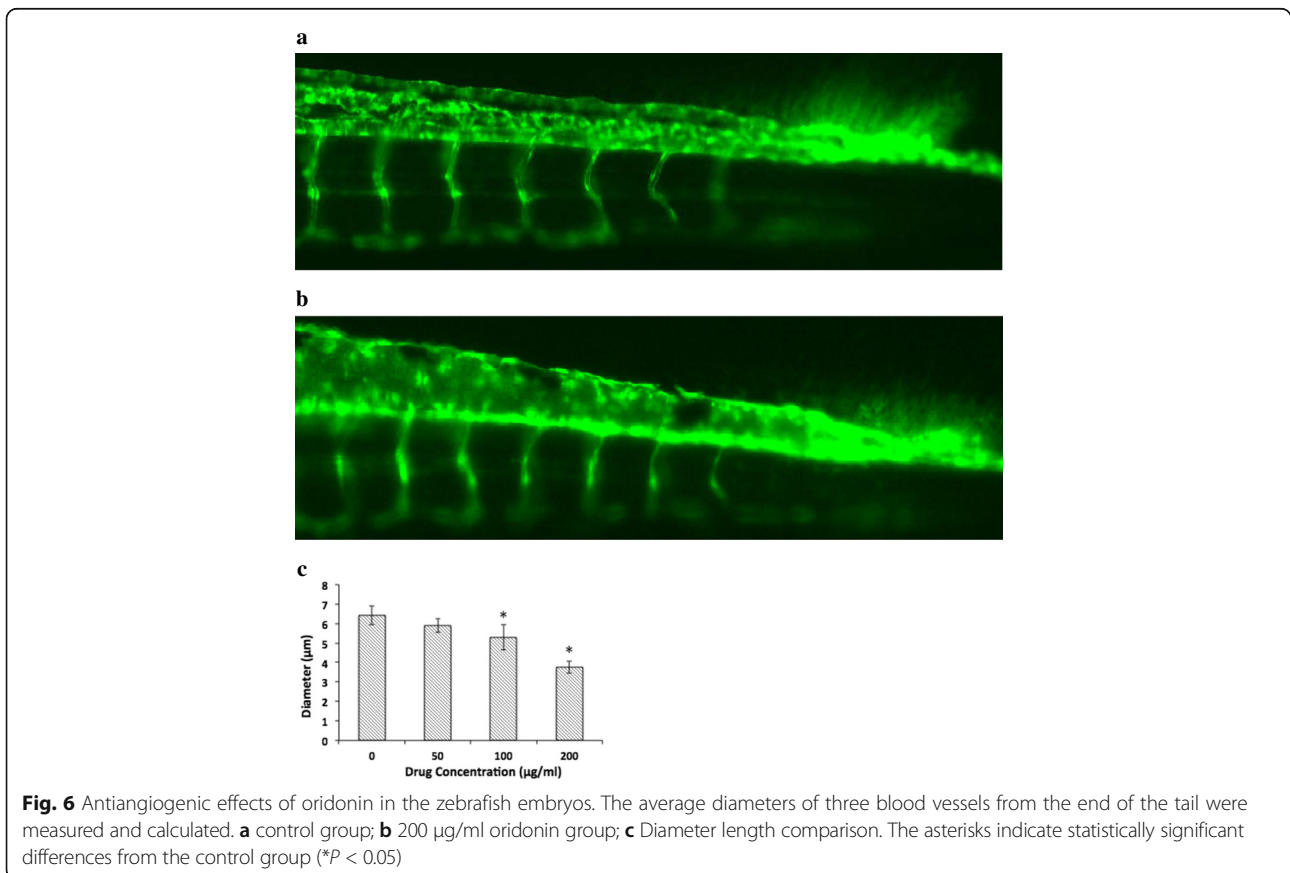 a
b
c
8
7
6
5
4
3
2
1
0
Diameter (µm)
*
*
0 50 100 200
Drug Concentration (µg/ml)
Fig. 6 Antiangiogenic effects of oridonin in the zebrafish embryos. The average diameters of three blood vessels from the end of the tail were
measured and calculated. a control group; b 200 µg/ml oridonin group; c Diameter length comparison. The asterisks indicate statistically significant
differences from the control group (*P < 0.05)